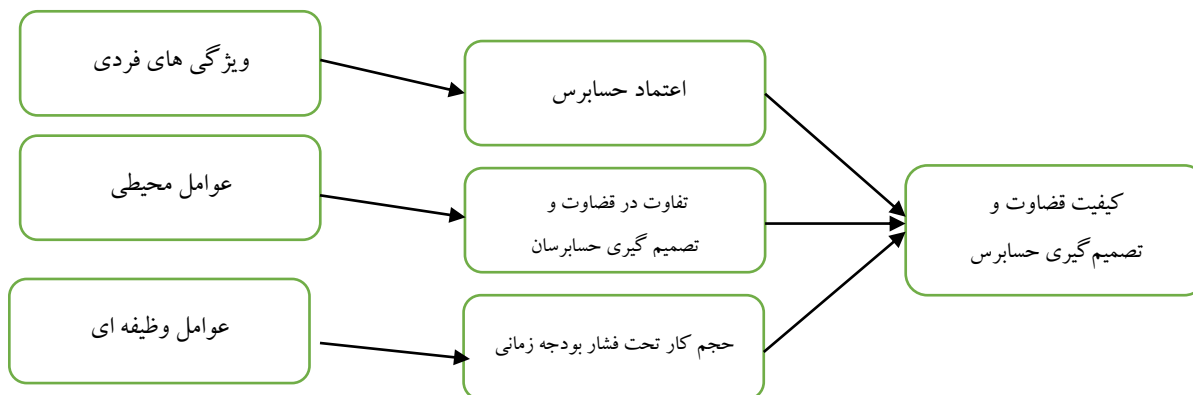 ویژگی های فردی
اعتماد حسابرس
عوامل محیطی
تفاوت در قضاوت و
تصمیم گیری حسابرسان
کیفیت قضاوت و
تصمیم‌گیری حسابرس
عوامل وظیفه ای
حجم کار تحت فشار بودجه زمانی